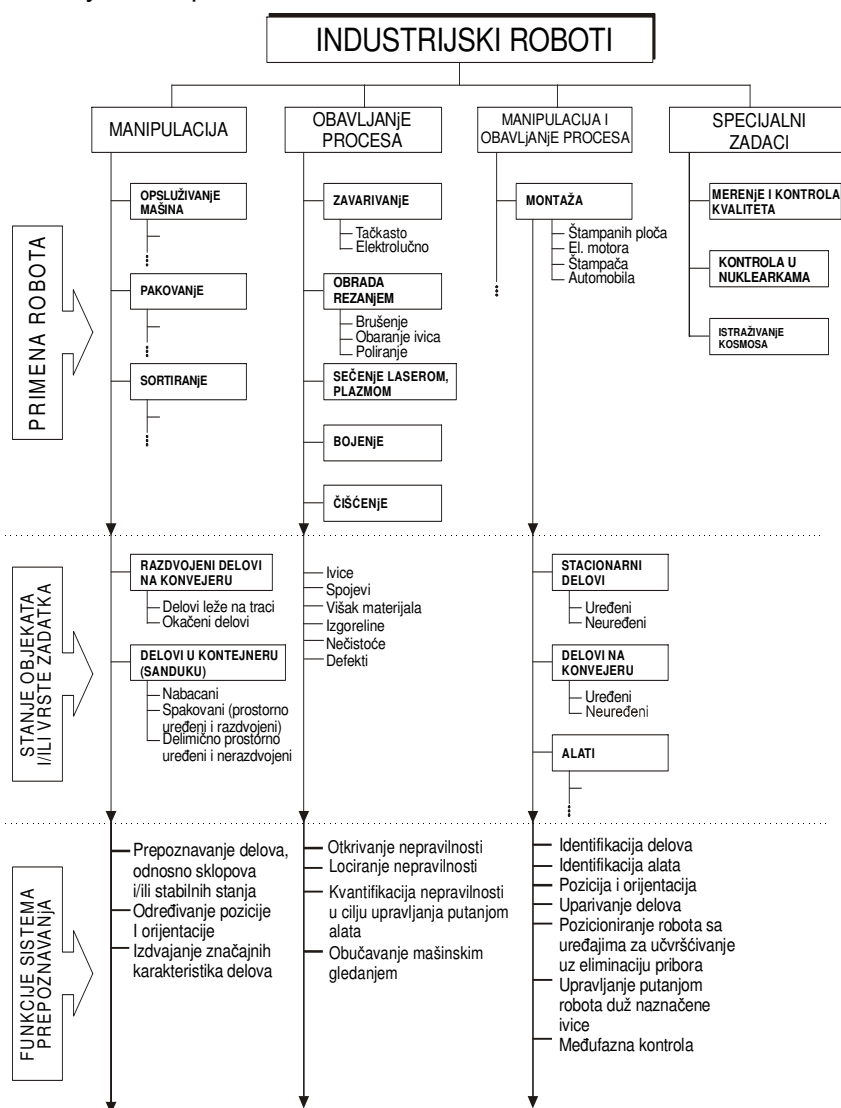 INDUSTRIJSKI ROBOTI
MANIPULACIJA
OBAVLJANjE
PROCESA
MANIPULACIJA I
OBAVLjANjE PROCESA
SPECIJALNI
ZADACI
PRIMENA ROBOTA
OPSLUŽIVANjE
MAŠINA
PAKOVANjE
SORTIRANjE
ZAVARIVANjE
Tačkasto
Elektrolučno
OBRADA
REZANjEM
Brušenje
Obaranje ivica
Poliranje
SEČENjE LASEROM,
PLAZMOM
BOJENjE
ČIŠĆENjE
MONTAŽA
Štampanih ploča
El. motora
Štampača
Automobila
MERENjE I KONTROLA
KVALITETA
KONTROLA U
NUKLEARKAMA
ISTRAŽIVANjE
KOSMOSA
STANJE OBJEKATA
I/ILI VRSTE ZADATKA
RAZDVOJENI DELOVI
NA KONVEJERU
Delovi leže na traci
Okačeni delovi
DELOVI U KONTEJNERU
(SANDUKU)
Nabacani
Spakovani (prostorno
uređeni i razdvojeni)
Delimično prostorno
uređeni i nerazdvojeni
Ivice
Spojevi
Višak materijala
Izgoreline
Nečistoće
Defekti
STACIONARNI
DELOVI
Uređeni
Neuređeni
DELOVI NA
KONVEJERU
Uređeni
Neuređeni
ALATI
FUNKCIJE SISTEMA
PREPOZNAVANjA
Prepoznavanje delova,
odnosno sklopova
i/ili stabilnih stanja
Određivanje pozicije
I orijentacije
Izdvajanje značajnih
karakteristika delova
Otkrivanje nepravilnosti
Lociranje nepravilnosti
Kvantifikacija nepravilnosti
u cilju upravljanja putanjom
alata
Obučavanje mašinskim
gledanjem
Identifikacija delova
Identifikacija alata
Pozicija i orijentacija
Uparivanje delova
Pozicioniranje robota sa
uređajima za učvršćivanje
uz eliminaciju pribora
Upravljanje putanjom
robota duž naznačene
ivice
Međufazna kontrola